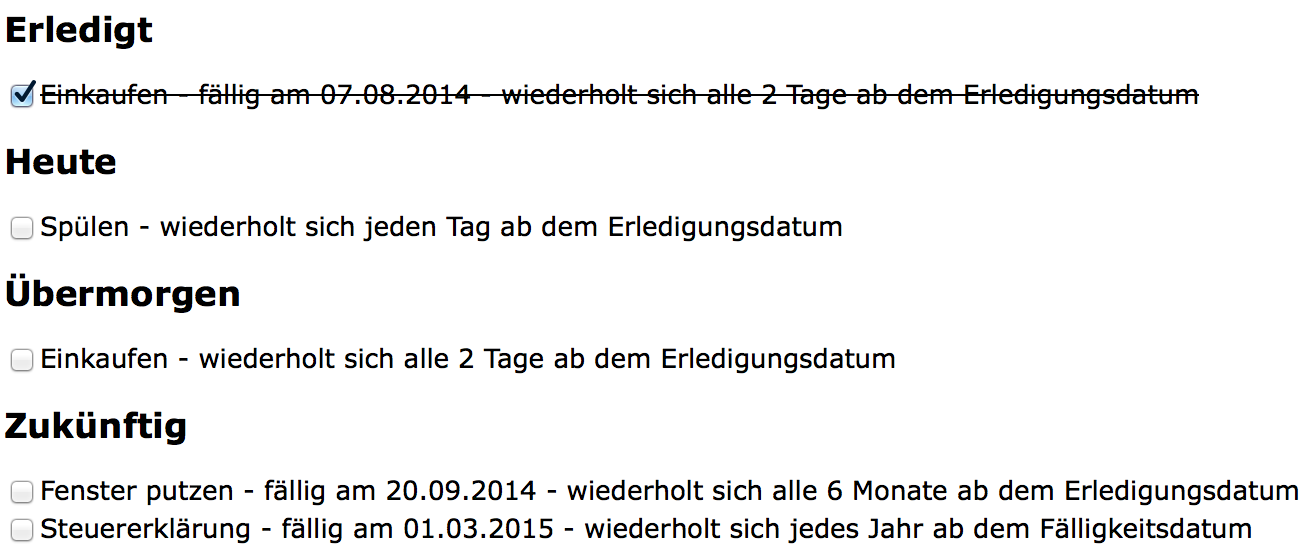 Erledigt
Einkaufen - fällig am 07.08.2014 - wiederholt sich alle 2 Tage ab dem Erledigungsdatum
Heute
Spülen - wiederholt sich jeden Tag ab dem Erledigungsdatum
Übermorgen
Einkaufen - wiederholt sich alle 2 Tage ab dem Erledigungsdatum
Zukünftig
Fenster putzen - fällig am 20.09.2014 - wiederholt sich alle 6 Monate ab dem Erledigungsdatum
Steuererklärung - fällig am 01.03.2015 - wiederholt sich jedes Jahr ab dem Fälligkeitsdatum